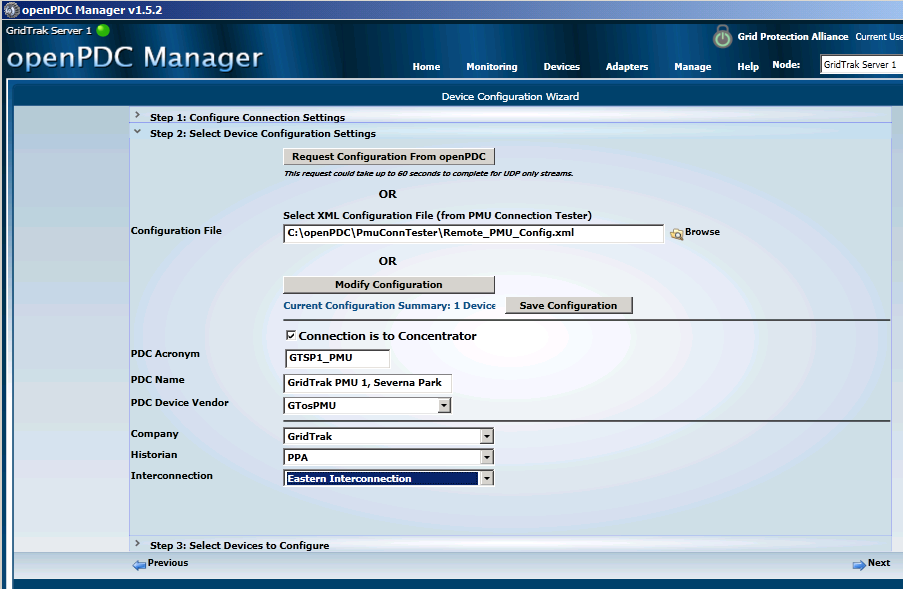 openPDC Manager v1.5.2
GridTrak Server 1
Grid Protection Alliance Current Use
openPDC Manager
Home Monitoring Devices Adapters Manage Help Node: GridTrak Server 1
Device Configuration Wizard
Step 1: Configure Connection Settings
Step 2: Select Device Configuration Settings
Request Configuration From openPDC
This request could take up to 60 seconds to complete for UDP only streams.
OR
Select XML Configuration File (from PMU Connection Tester)
Configuration File C:\openPDC\PmuConnTester\Remote_PMU_Config.xml Browse
OR
Modify Configuration
Current Configuration Summary: 1 Device Save Configuration
Connection is to Concentrator
PDC Acronym GTSP1_PMU
PDC Name GridTrak PMU 1, Severna Park
PDC Device Vendor GTosPMU
Company GridTrak
Historian PPA
Interconnection Eastern Interconnection
Step 3: Select Devices to Configure
Previous Next